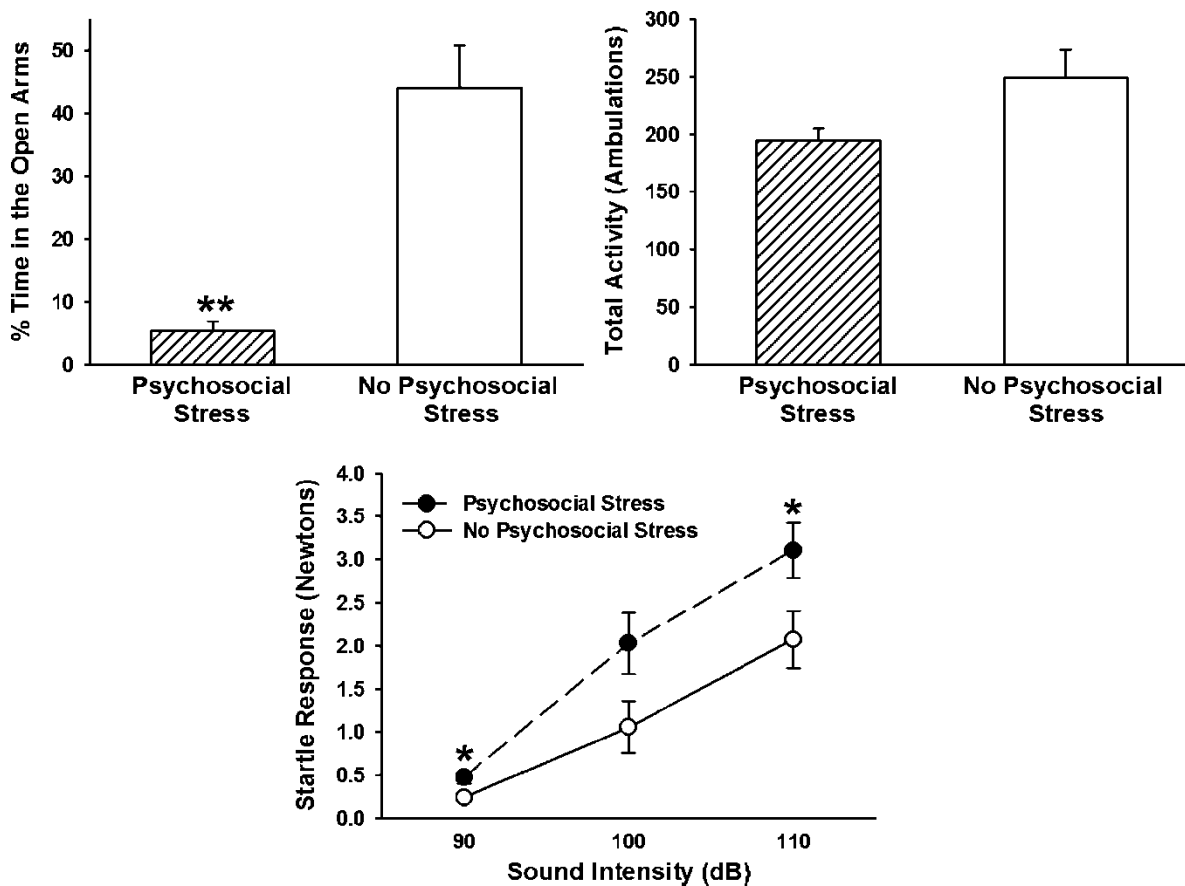 % Time in the Open Arms
50
40
30
20
10
0
**
Psychosocial
Stress
No Psychosocial
Stress
Total Activity (Ambulations)
300
250
200
150
100
50
0
Psychosocial
Stress
No Psychosocial
Stress
Startle Response (Newtons)
4.0
3.5
3.0
2.5
2.0
1.5
1.0
0.5
0.0
Psychosocial Stress
No Psychosocial Stress
*
*
90
100
110
Sound Intensity (dB)